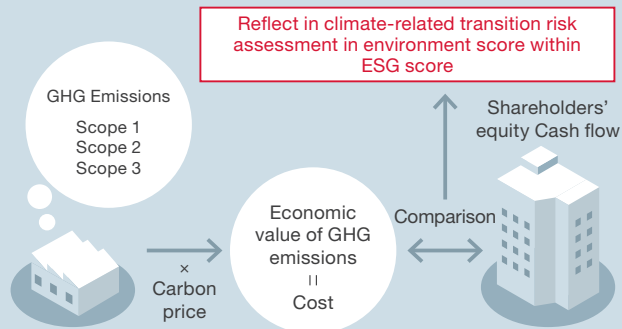 Reflect in climate-related transition risk
assessment in environment score within
ESG score
GHG Emissions
Scope 1
Scope 2
Scope 3
Shareholders'
equity Cash flow
×
Carbon
price
Economic
value of GHG
emissions
=
Cost
Comparison